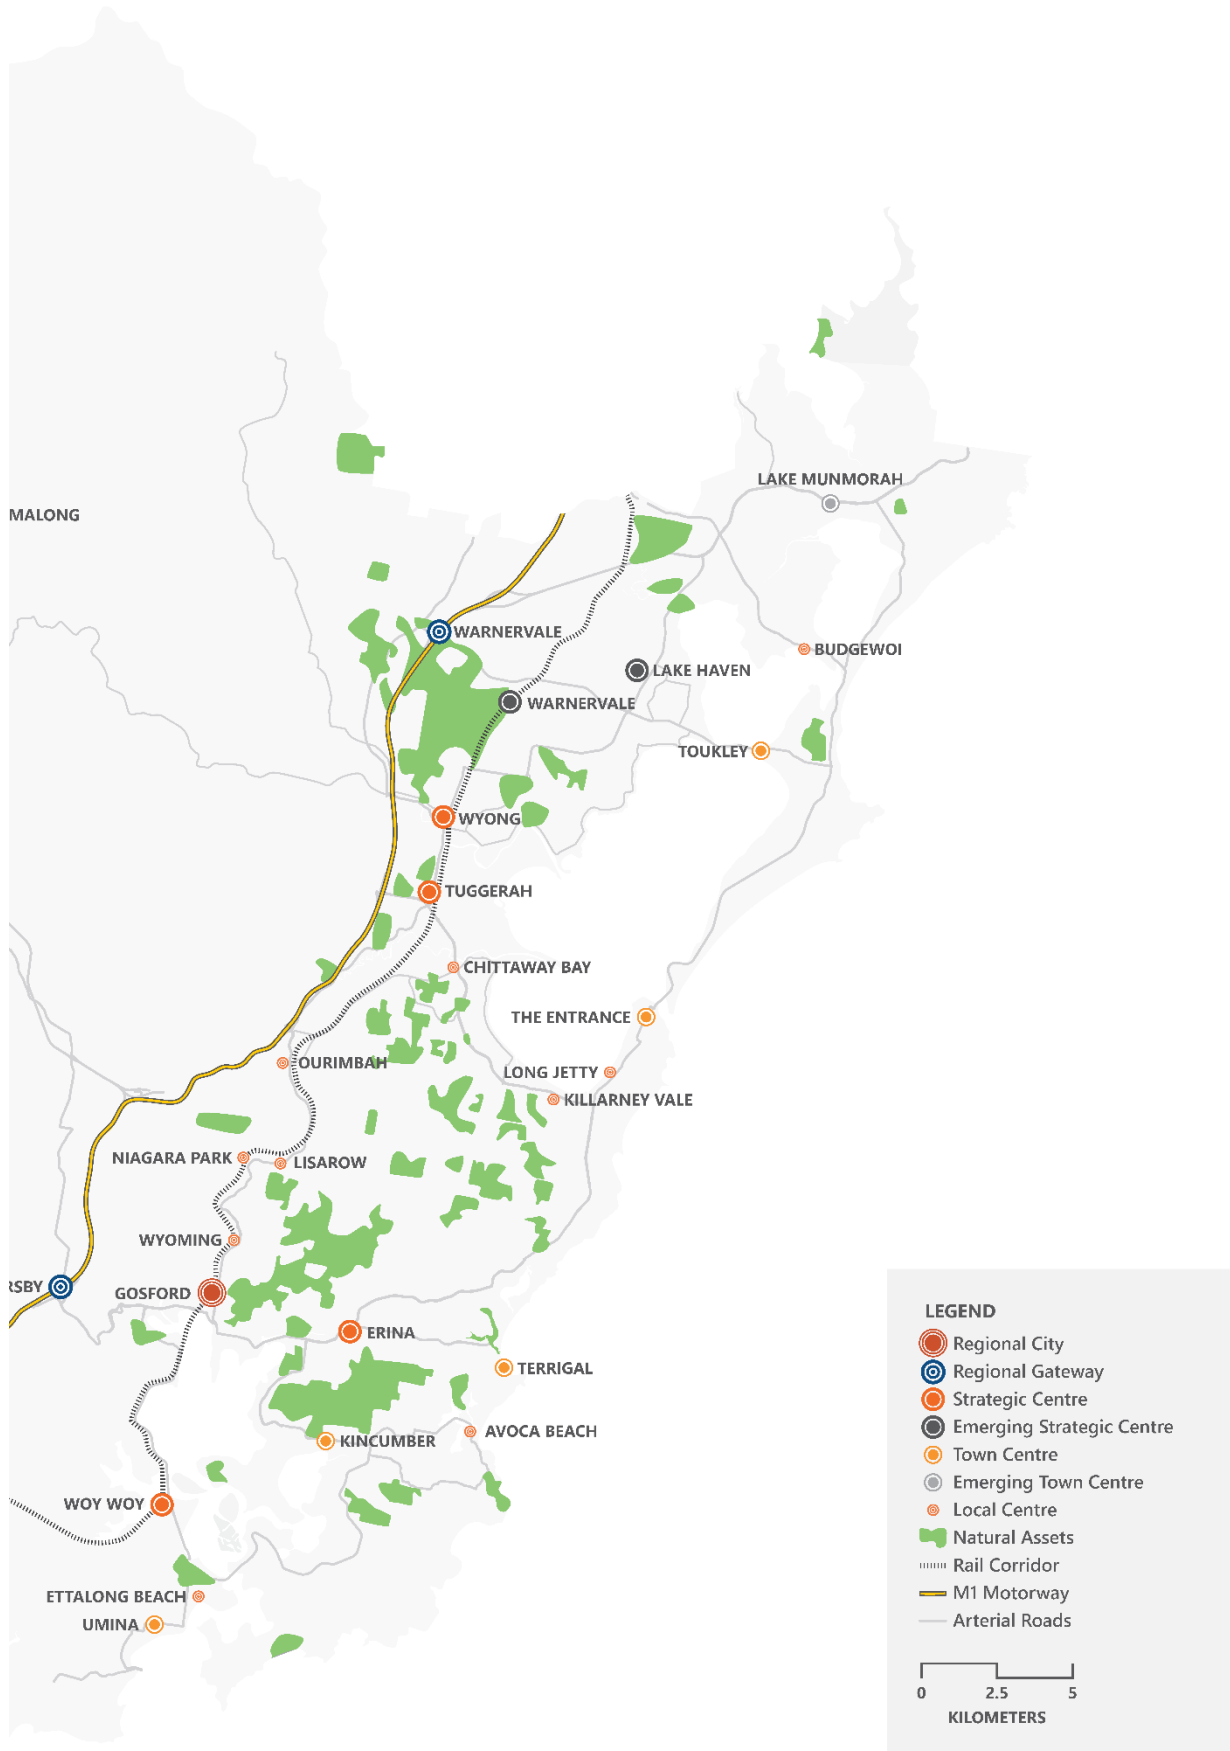 LAKE MUNMORAH
MALONG
WARNERVALE
BUDGEWOI
LAKE HAVEN
WARNERVALE
TOUKLEY
WYONG
TUGGERAH
CHITTAWAY BAY
THE ENTRANCE
OURIMBAH
LONG JETTY
KILLARNEY VALE
NIAGARA PARK
LISAROW
WYOMING
RSBY
GOSFORD
ERINA
TERRIGAL
AVOCA BEACH
KINCUMBER
WOY WOY
ETTALONG BEACH
UMINA
LEGEND
Regional City
Regional Gateway
Strategic Centre
Emerging Strategic Centre
Town Centre
Emerging Town Centre
Local Centre
Natural Assets
Rail Corridor
M1 Motorway
Arterial Roads
0 2.5 5
KILOMETERS